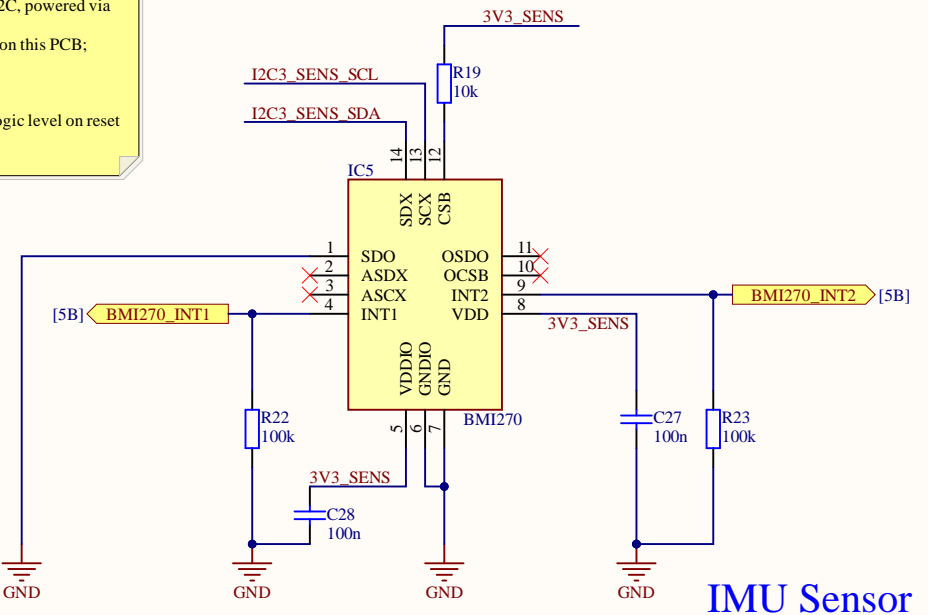 2C, powered via
on this PCB;
ogic level on reset
3V3_SENS
I2C3_SENS_SCL
R19
10k
I2C3_SENS_SDA
14
13
12
IC5
SDX
SCX
CSB
1
SDO
OSDO
11
2
ASDX
OCSB
10
3
ASCX
INT2
9
BMI270_INT2
[5B]
[5B]
BMI270_INT1
4
INT1
VDD
8
3V3_SENS
VDDIO
GNDIO
GND
BMI270
5
6
7
R22
100k
C27
100n
R23
100k
3V3_SENS
C28
100n
GND
GND
GND
GND
IMU Sensor